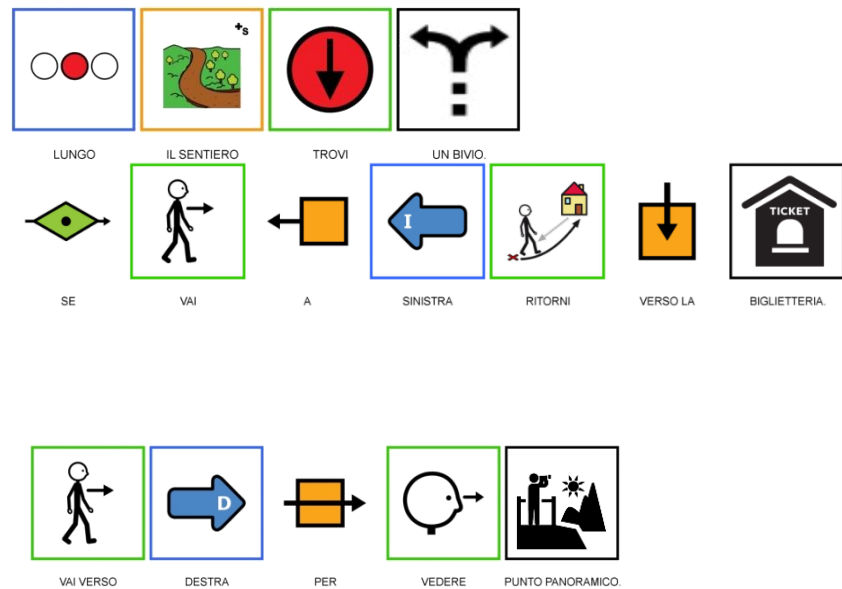 +s
LUNGO IL SENTIERO TROVI UN BIVIO.
I
TICKET
SE VAI A SINISTRA RITORNI VERSO LA BIGLIETTERIA.
D
VAI VERSO DESTRA PER VEDERE PUNTO PANORAMICO.